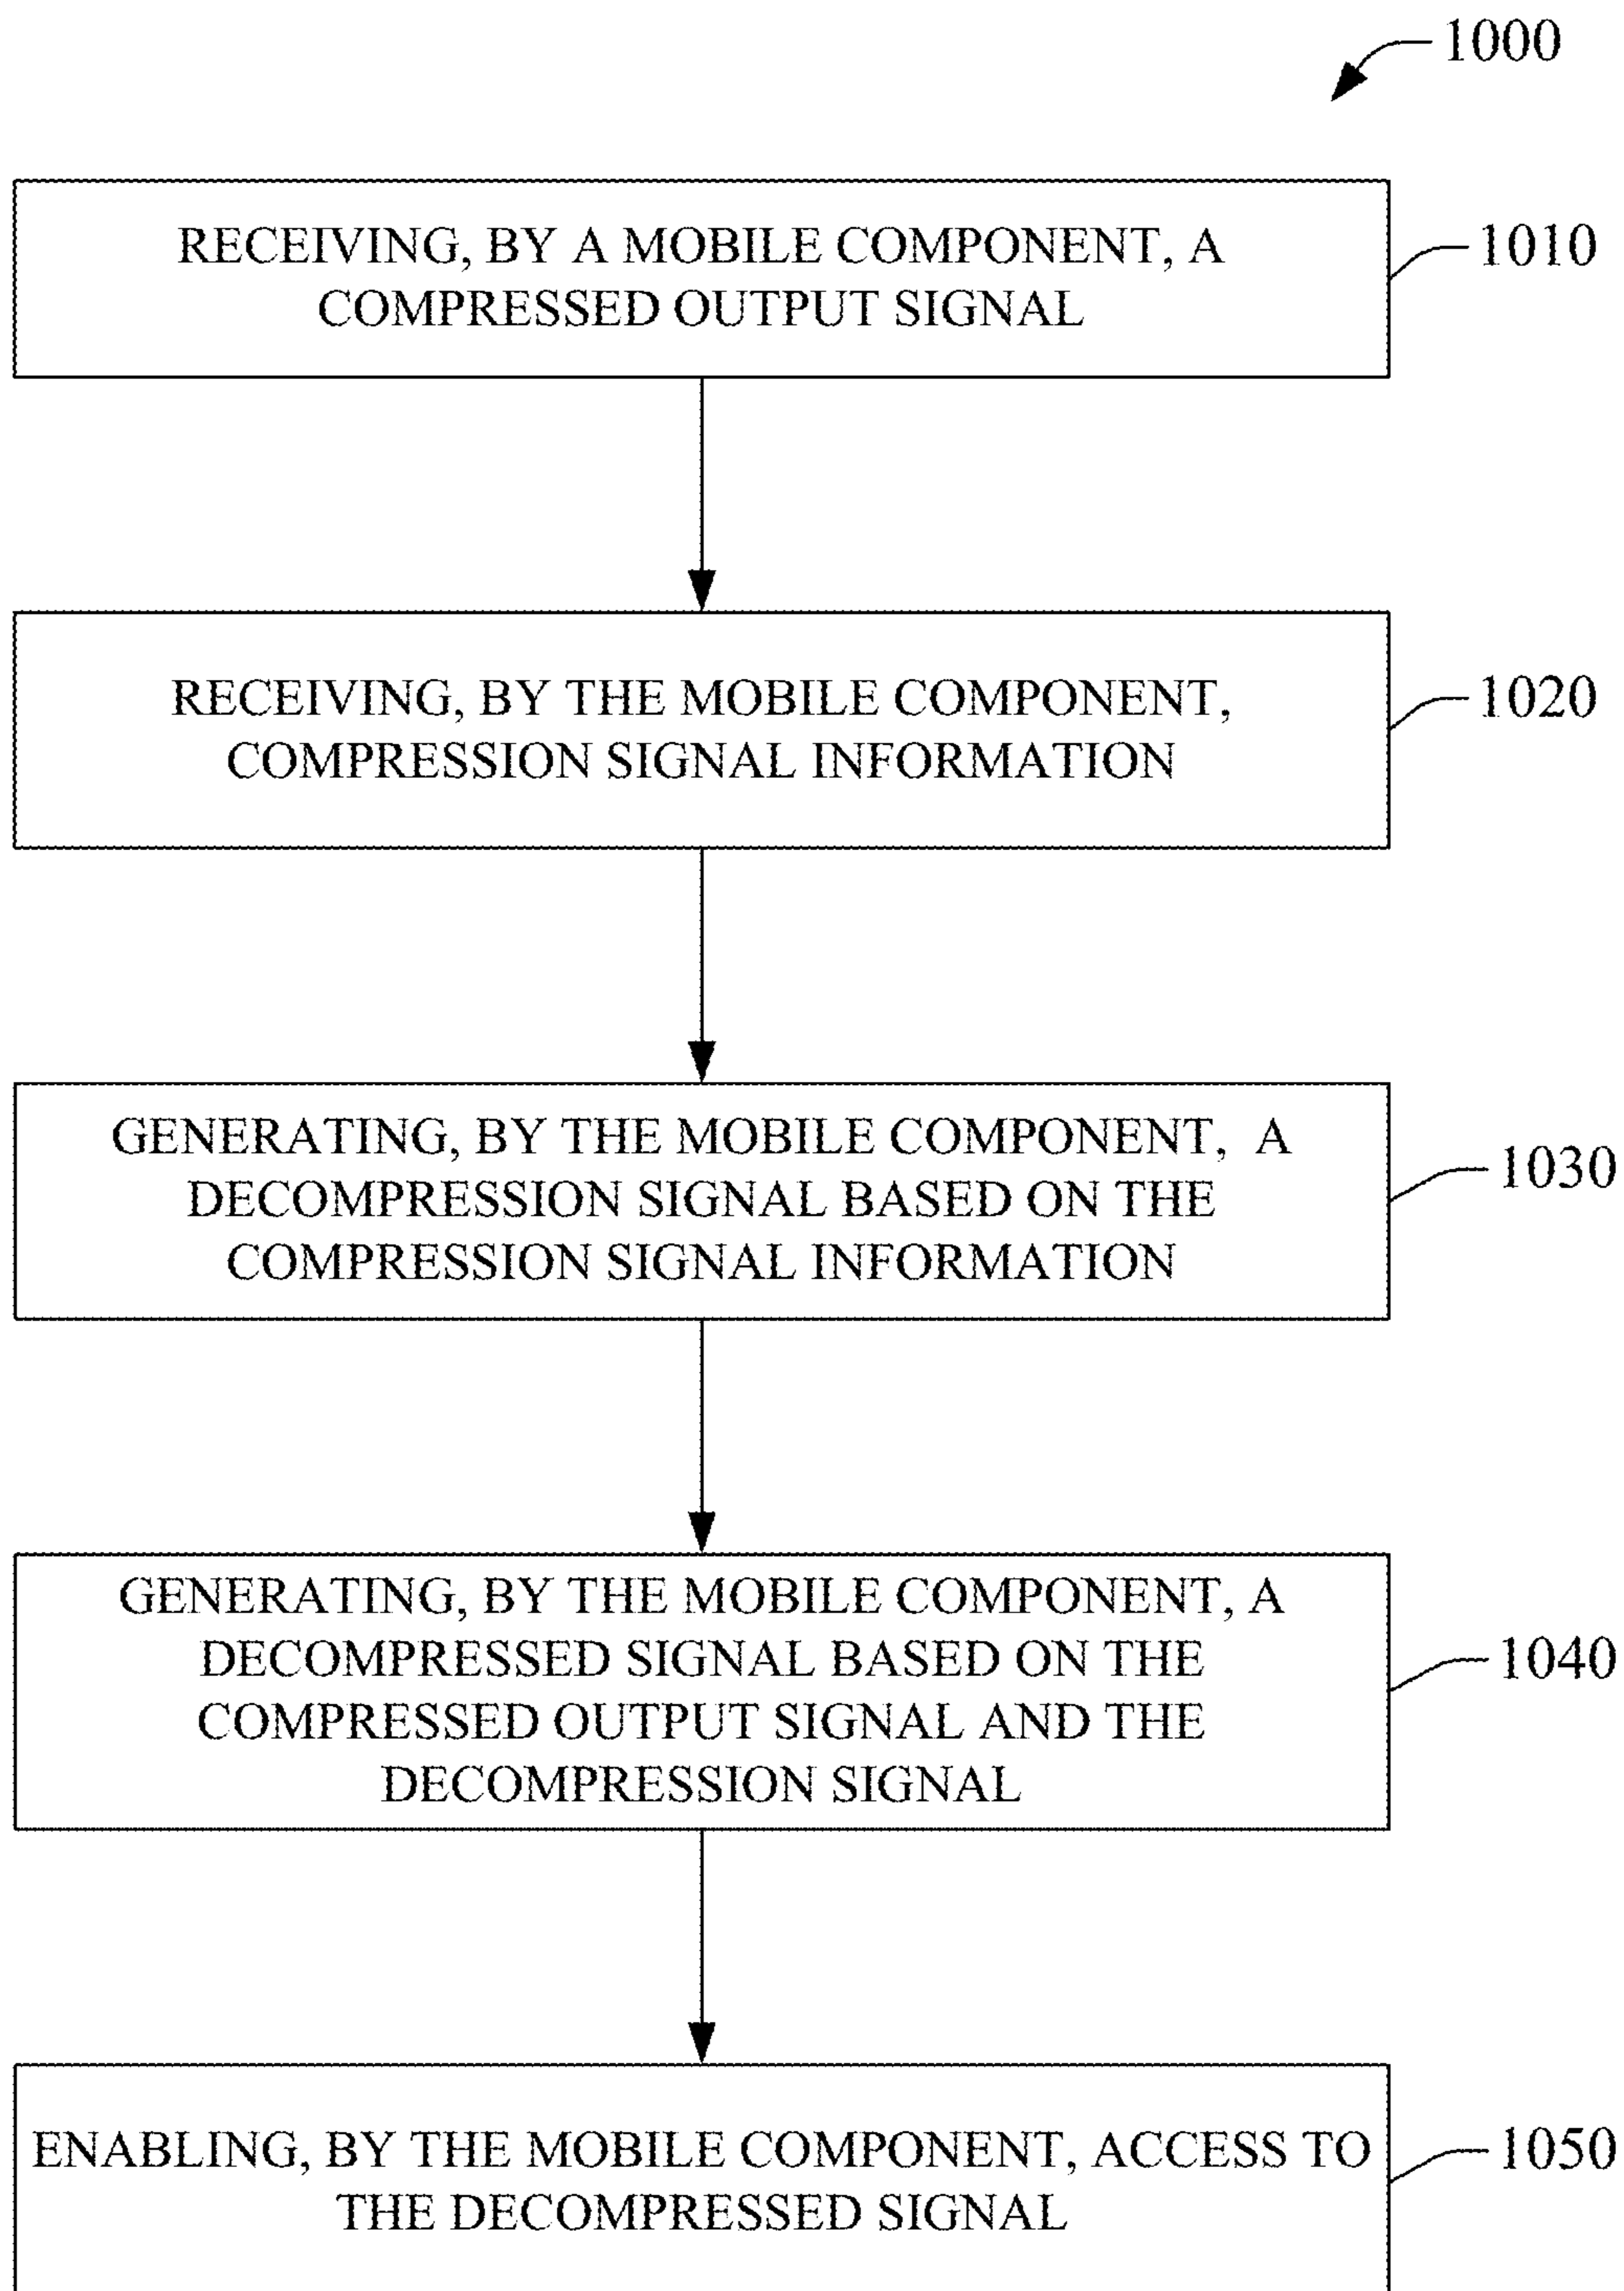 1000
RECEIVING, BY A MOBILE COMPONENT, A
COMPRESSED OUTPUT SIGNAL
1010
RECEIVING, BY THE MOBILE COMPONENT,
COMPRESSION SIGNAL INFORMATION
1020
GENERATING, BY THE MOBILE COMPONENT, A
DECOMPRESSION SIGNAL BASED ON THE
COMPRESSION SIGNAL INFORMATION
1030
GENERATING, BY THE MOBILE COMPONENT, A
DECOMPRESSED SIGNAL BASED ON THE
COMPRESSED OUTPUT SIGNAL AND THE
DECOMPRESSION SIGNAL
1040
ENABLING, BY THE MOBILE COMPONENT, ACCESS TO
THE DECOMPRESSED SIGNAL
1050